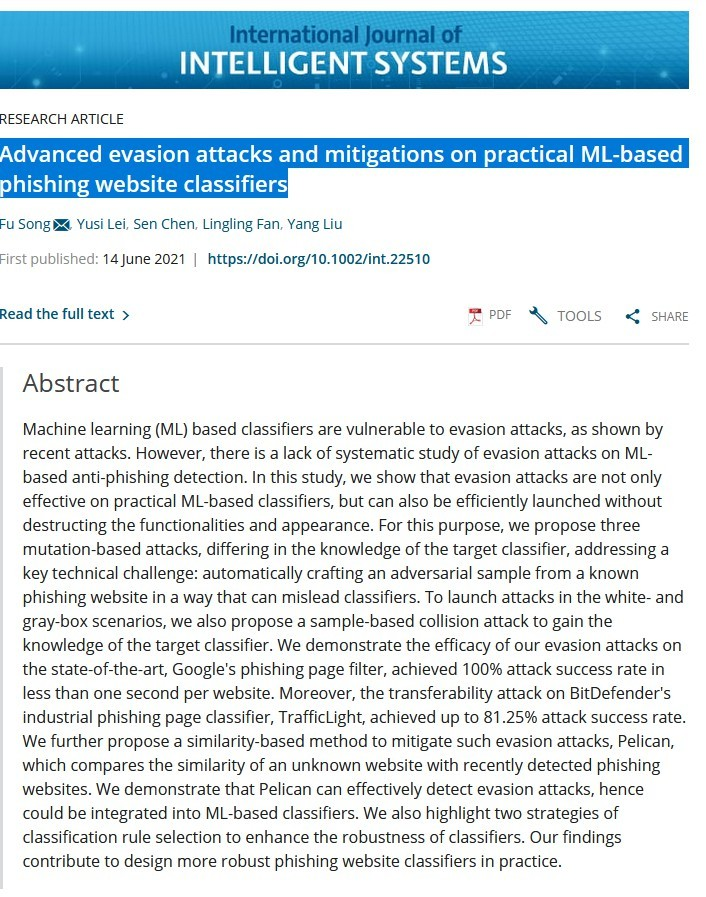 International Journal of
INTELLIGENT SYSTEMS
RESEARCH ARTICLE
Advanced evasion attacks and mitigations on practical ML-based
phishing website classifiers
Fu Song, Yusi Lei, Sen Chen, Lingling Fan, Yang Liu
First published: 14 June 2021 | https://doi.org/10.1002/int.22510
Read the full text >
PDF TOOLS SHARE
Abstract
Machine learning (ML) based classifiers are vulnerable to evasion attacks, as shown by
recent attacks. However, there is a lack of systematic study of evasion attacks on ML-
based anti-phishing detection. In this study, we show that evasion attacks are not only
effective on practical ML-based classifiers, but can also be efficiently launched without
destructing the functionalities and appearance. For this purpose, we propose three
mutation-based attacks, differing in the knowledge of the target classifier, addressing a
key technical challenge: automatically crafting an adversarial sample from a known
phishing website in a way that can mislead classifiers. To launch attacks in the white- and
gray-box scenarios, we also propose a sample-based collision attack to gain the
knowledge of the target classifier. We demonstrate the efficacy of our evasion attacks on
the state-of-the-art, Google's phishing page filter, achieved 100% attack success rate in
less than one second per website. Moreover, the transferability attack on BitDefender's
industrial phishing page classifier, TrafficLight, achieved up to 81.25% attack success rate.
We further propose a similarity-based method to mitigate such evasion attacks, Pelican,
which compares the similarity of an unknown website with recently detected phishing
websites. We demonstrate that Pelican can effectively detect evasion attacks, hence
could be integrated into ML-based classifiers. We also highlight two strategies of
classification rule selection to enhance the robustness of classifiers. Our findings
contribute to design more robust phishing website classifiers in practice.